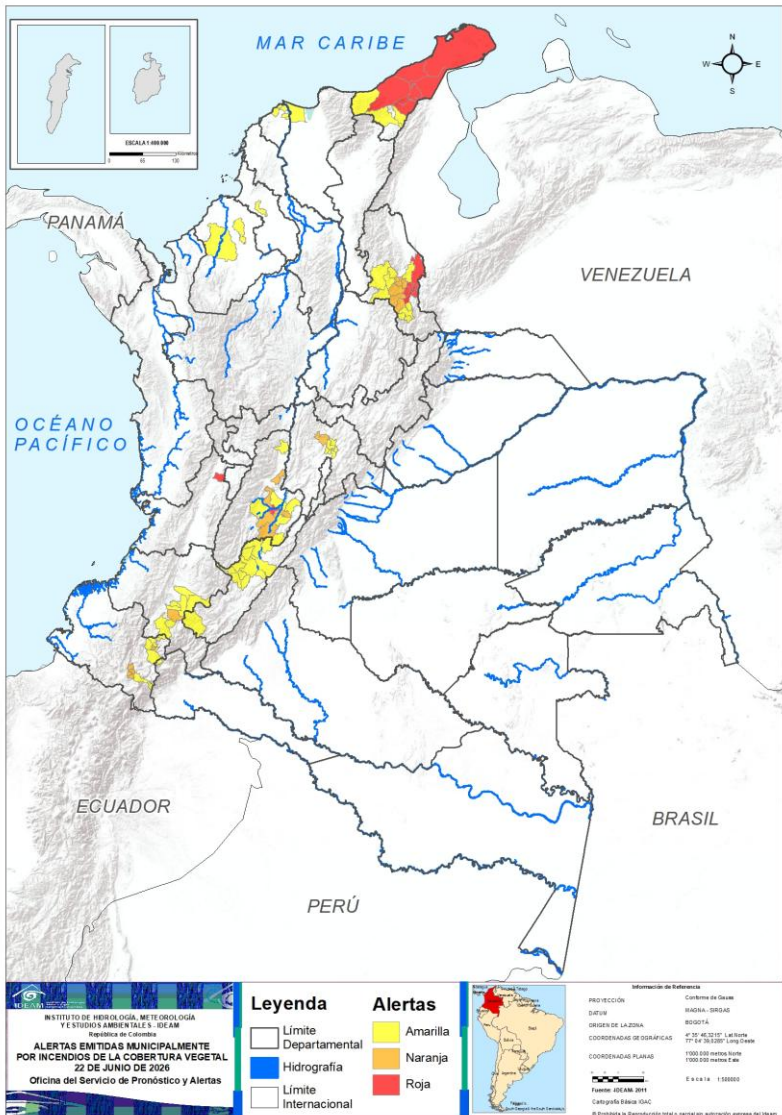 MAR CARIBE
N
W
E
S
ESCALA 1:400 000
0 65 130
PANAMÁ
VENEZUELA
OCÉANO
PACÍFICO
ECUADOR
BRASIL
PERÚ
IDEAM
INSTITUTO DE HIDROLOGÍA, METEOROLOGÍA
Y ESTUDIOS AMBIENTALES - IDEAM
República de Colombia
ALERTAS EMITIDAS MUNICIPALMENTE
POR INCENDIOS DE LA COBERTURA VEGETAL
22 DE JUNIO DE 2026
Oficina del Servicio de Pronóstico y Alertas
Leyenda
Límite
Departamental
Hidrografía
Límite
Internacional
Alertas
Amarilla
Naranja
Roja
Información de Referencia
PROYECCIÓN Conforme de Gauss
DATUM MAGNA - SIRGAS
ORIGEN DE LA ZONA BOGOTÁ
COORDENADAS GEOGRÁFICAS
COORDENADAS PLANAS 1'000.000 metros Norte
1'000.000 metros Este
Fuente: IDEAM 2011
Cartografía Básica IGAC